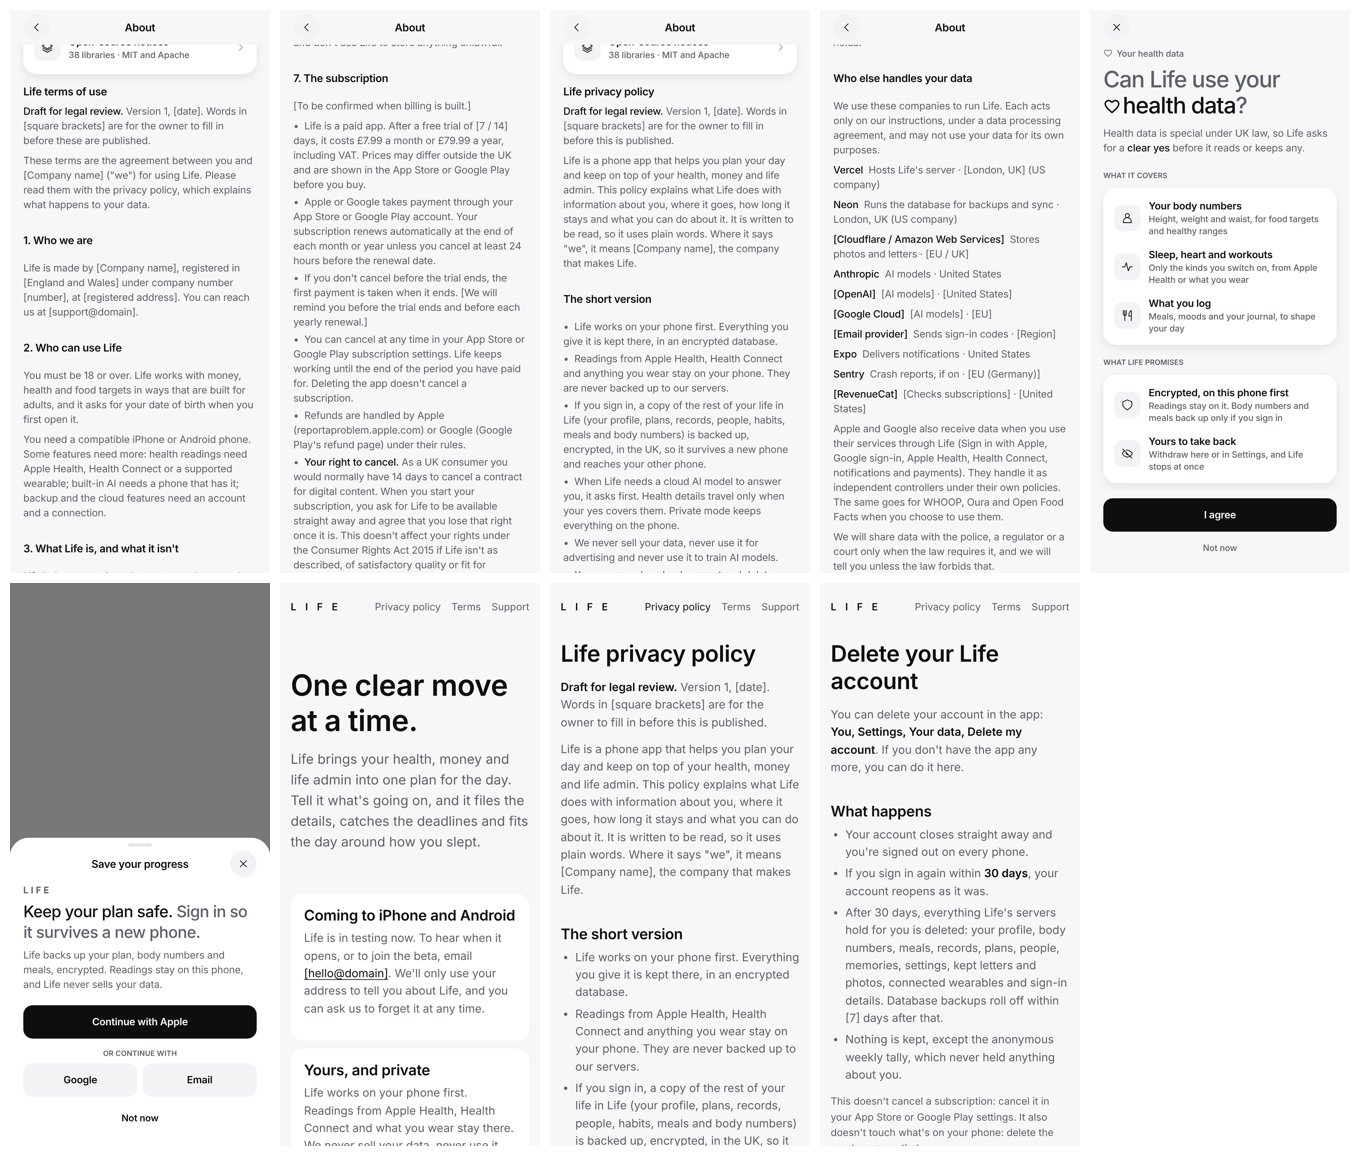 About
38 libraries · MIT and Apache
Life terms of use
Draft for legal review. Version 1, [date]. Words in
[square brackets] are for the owner to fill in
before these are published.
These terms are the agreement between you and
[Company name] ("we") for using Life. Please
read them with the privacy policy, which explains
what happens to your data.
1. Who we are
Life is made by [Company name], registered in
[England and Wales] under company number
[number], at [registered address]. You can reach
us at [support@domain].
2. Who can use Life
You must be 18 or over. Life works with money,
health and food targets in ways that are built for
adults, and it asks for your date of birth when you
first open it.
You need a compatible iPhone or Android phone.
Some features need more: health readings need
Apple Health, Health Connect or a supported
wearable; built-in AI needs a phone that has it;
backup and the cloud features need an account
and a connection.
3. What Life is, and what it isn't
About
7. The subscription
[To be confirmed when billing is built.]
• Life is a paid app. After a free trial of [7 / 14]
days, it costs £7.99 a month or £79.99 a year,
including VAT. Prices may differ outside the UK
and are shown in the App Store or Google Play
before you buy.
• Apple or Google takes payment through your
App Store or Google Play account. Your
subscription renews automatically at the end of
each month or year unless you cancel at least 24
hours before the renewal date.
• If you don't cancel before the trial ends, the
first payment is taken when it ends. [We will
remind you before the trial ends and before each
yearly renewal.]
• You can cancel at any time in your App Store or
Google Play subscription settings. Life keeps
working until the end of the period you have paid
for. Deleting the app doesn't cancel a
subscription.
• Refunds are handled by Apple
(reportaproblem.apple.com) or Google (Google
Play's refund page) under their rules.
• Your right to cancel. As a UK consumer you
would normally have 14 days to cancel a contract
for digital content. When you start your
subscription, you ask for Life to be available
straight away and agree that you lose that right
once it is. This doesn't affect your rights under
the Consumer Rights Act 2015 if Life isn't as
described, of satisfactory quality or fit for
About
38 libraries · MIT and Apache
Life privacy policy
Draft for legal review. Version 1, [date]. Words in
[square brackets] are for the owner to fill in
before this is published.
Life is a phone app that helps you plan your day
and keep on top of your health, money and life
admin. This policy explains what Life does with
information about you, where it goes, how long it
stays and what you can do about it. It is written to
be read, so it uses plain words. Where it says
"we", it means [Company name], the company
that makes Life.
The short version
• Life works on your phone first. Everything you
give it is kept there, in an encrypted database.
• Readings from Apple Health, Health Connect
and anything you wear stay on your phone. They
are never backed up to our servers.
• If you sign in, a copy of the rest of your life in
Life (your profile, plans, records, people, habits,
meals and body numbers) is backed up,
encrypted, in the UK, so it survives a new phone
and reaches your other phone.
• When Life needs a cloud AI model to answer
you, it asks first. Health details travel only when
your yes covers them. Private mode keeps
everything on the phone.
• We never sell your data, never use it for
advertising and never use it to train AI models.
About
Who else handles your data
We use these companies to run Life. Each acts
only on our instructions, under a data processing
agreement, and may not use your data for its own
purposes.
Vercel Hosts Life's server · [London, UK] (US
company)
Neon Runs the database for backups and sync ·
London, UK (US company)
[Cloudflare / Amazon Web Services] Stores
photos and letters · [EU / UK]
Anthropic AI models · United States
[OpenAI] [AI models] · [United States]
[Google Cloud] [AI models] · [EU]
[Email provider] Sends sign-in codes · [Region]
Expo Delivers notifications · United States
Sentry Crash reports, if on · [EU (Germany)]
[RevenueCat] [Checks subscriptions] · [United
States]
Apple and Google also receive data when you use
their services through Life (Sign in with Apple,
Google sign-in, Apple Health, Health Connect,
notifications and payments). They handle it as
independent controllers under their own policies.
The same goes for WHOOP, Oura and Open Food
Facts when you choose to use them.
We will share data with the police, a regulator or a
court only when the law requires it, and we will
tell you unless the law forbids that.
Your health data
Can Life use your
health data?
Health data is special under UK law, so Life asks
for a clear yes before it reads or keeps any.
WHAT IT COVERS
Your body numbers
Height, weight and waist, for food targets
and healthy ranges
Sleep, heart and workouts
Only the kinds you switch on, from Apple
Health or what you wear
What you log
Meals, moods and your journal, to shape
your day
WHAT LIFE PROMISES
Encrypted, on this phone first
Readings stay on it. Body numbers and
meals back up only if you sign in
Yours to take back
Withdraw here or in Settings, and Life
stops at once
I agree
Not now
Save your progress
LIFE
Keep your plan safe. Sign in so
it survives a new phone.
Life backs up your plan, body numbers and
meals, encrypted. Readings stay on this phone,
and Life never sells your data.
Continue with Apple
OR CONTINUE WITH
Google
Email
Not now
LIFE
Privacy policy
Terms
Support
One clear move
at a time.
Life brings your health, money and
life admin into one plan for the day.
Tell it what's going on, and it files the
details, catches the deadlines and fits
the day around how you slept.
Coming to iPhone and Android
Life is in testing now. To hear when it
opens, or to join the beta, email
[hello@domain]. We'll only use your
address to tell you about Life, and you
can ask us to forget it at any time.
Yours, and private
Life works on your phone first.
Readings from Apple Health, Health
Connect and what you wear stay there.
We never sell your data, never use it
LIFE
Privacy policy
Terms
Support
Life privacy policy
Draft for legal review. Version 1, [date].
Words in [square brackets] are for the
owner to fill in before this is published.
Life is a phone app that helps you plan your
day and keep on top of your health, money
and life admin. This policy explains what Life
does with information about you, where it
goes, how long it stays and what you can do
about it. It is written to be read, so it uses
plain words. Where it says "we", it means
[Company name], the company that makes
Life.
The short version
• Life works on your phone first. Everything
you give it is kept there, in an encrypted
database.
• Readings from Apple Health, Health
Connect and anything you wear stay on
your phone. They are never backed up to
our servers.
• If you sign in, a copy of the rest of your
life in Life (your profile, plans, records,
people, habits, meals and body numbers)
is backed up, encrypted, in the UK, so it
LIFE
Privacy policy
Terms
Support
Delete your Life
account
You can delete your account in the app:
You, Settings, Your data, Delete my
account. If you don't have the app any
more, you can do it here.
What happens
• Your account closes straight away and
you're signed out on every phone.
• If you sign in again within 30 days, your
account reopens as it was.
• After 30 days, everything Life's servers
hold for you is deleted: your profile, body
numbers, meals, records, plans, people,
memories, settings, kept letters and
photos, connected wearables and sign-in
details. Database backups roll off within
[7] days after that.
• Nothing is kept, except the anonymous
weekly tally, which never held anything
about you.
This doesn't cancel a subscription: cancel it in
your App Store or Google Play settings. It also
doesn't touch what's on your phone: delete the